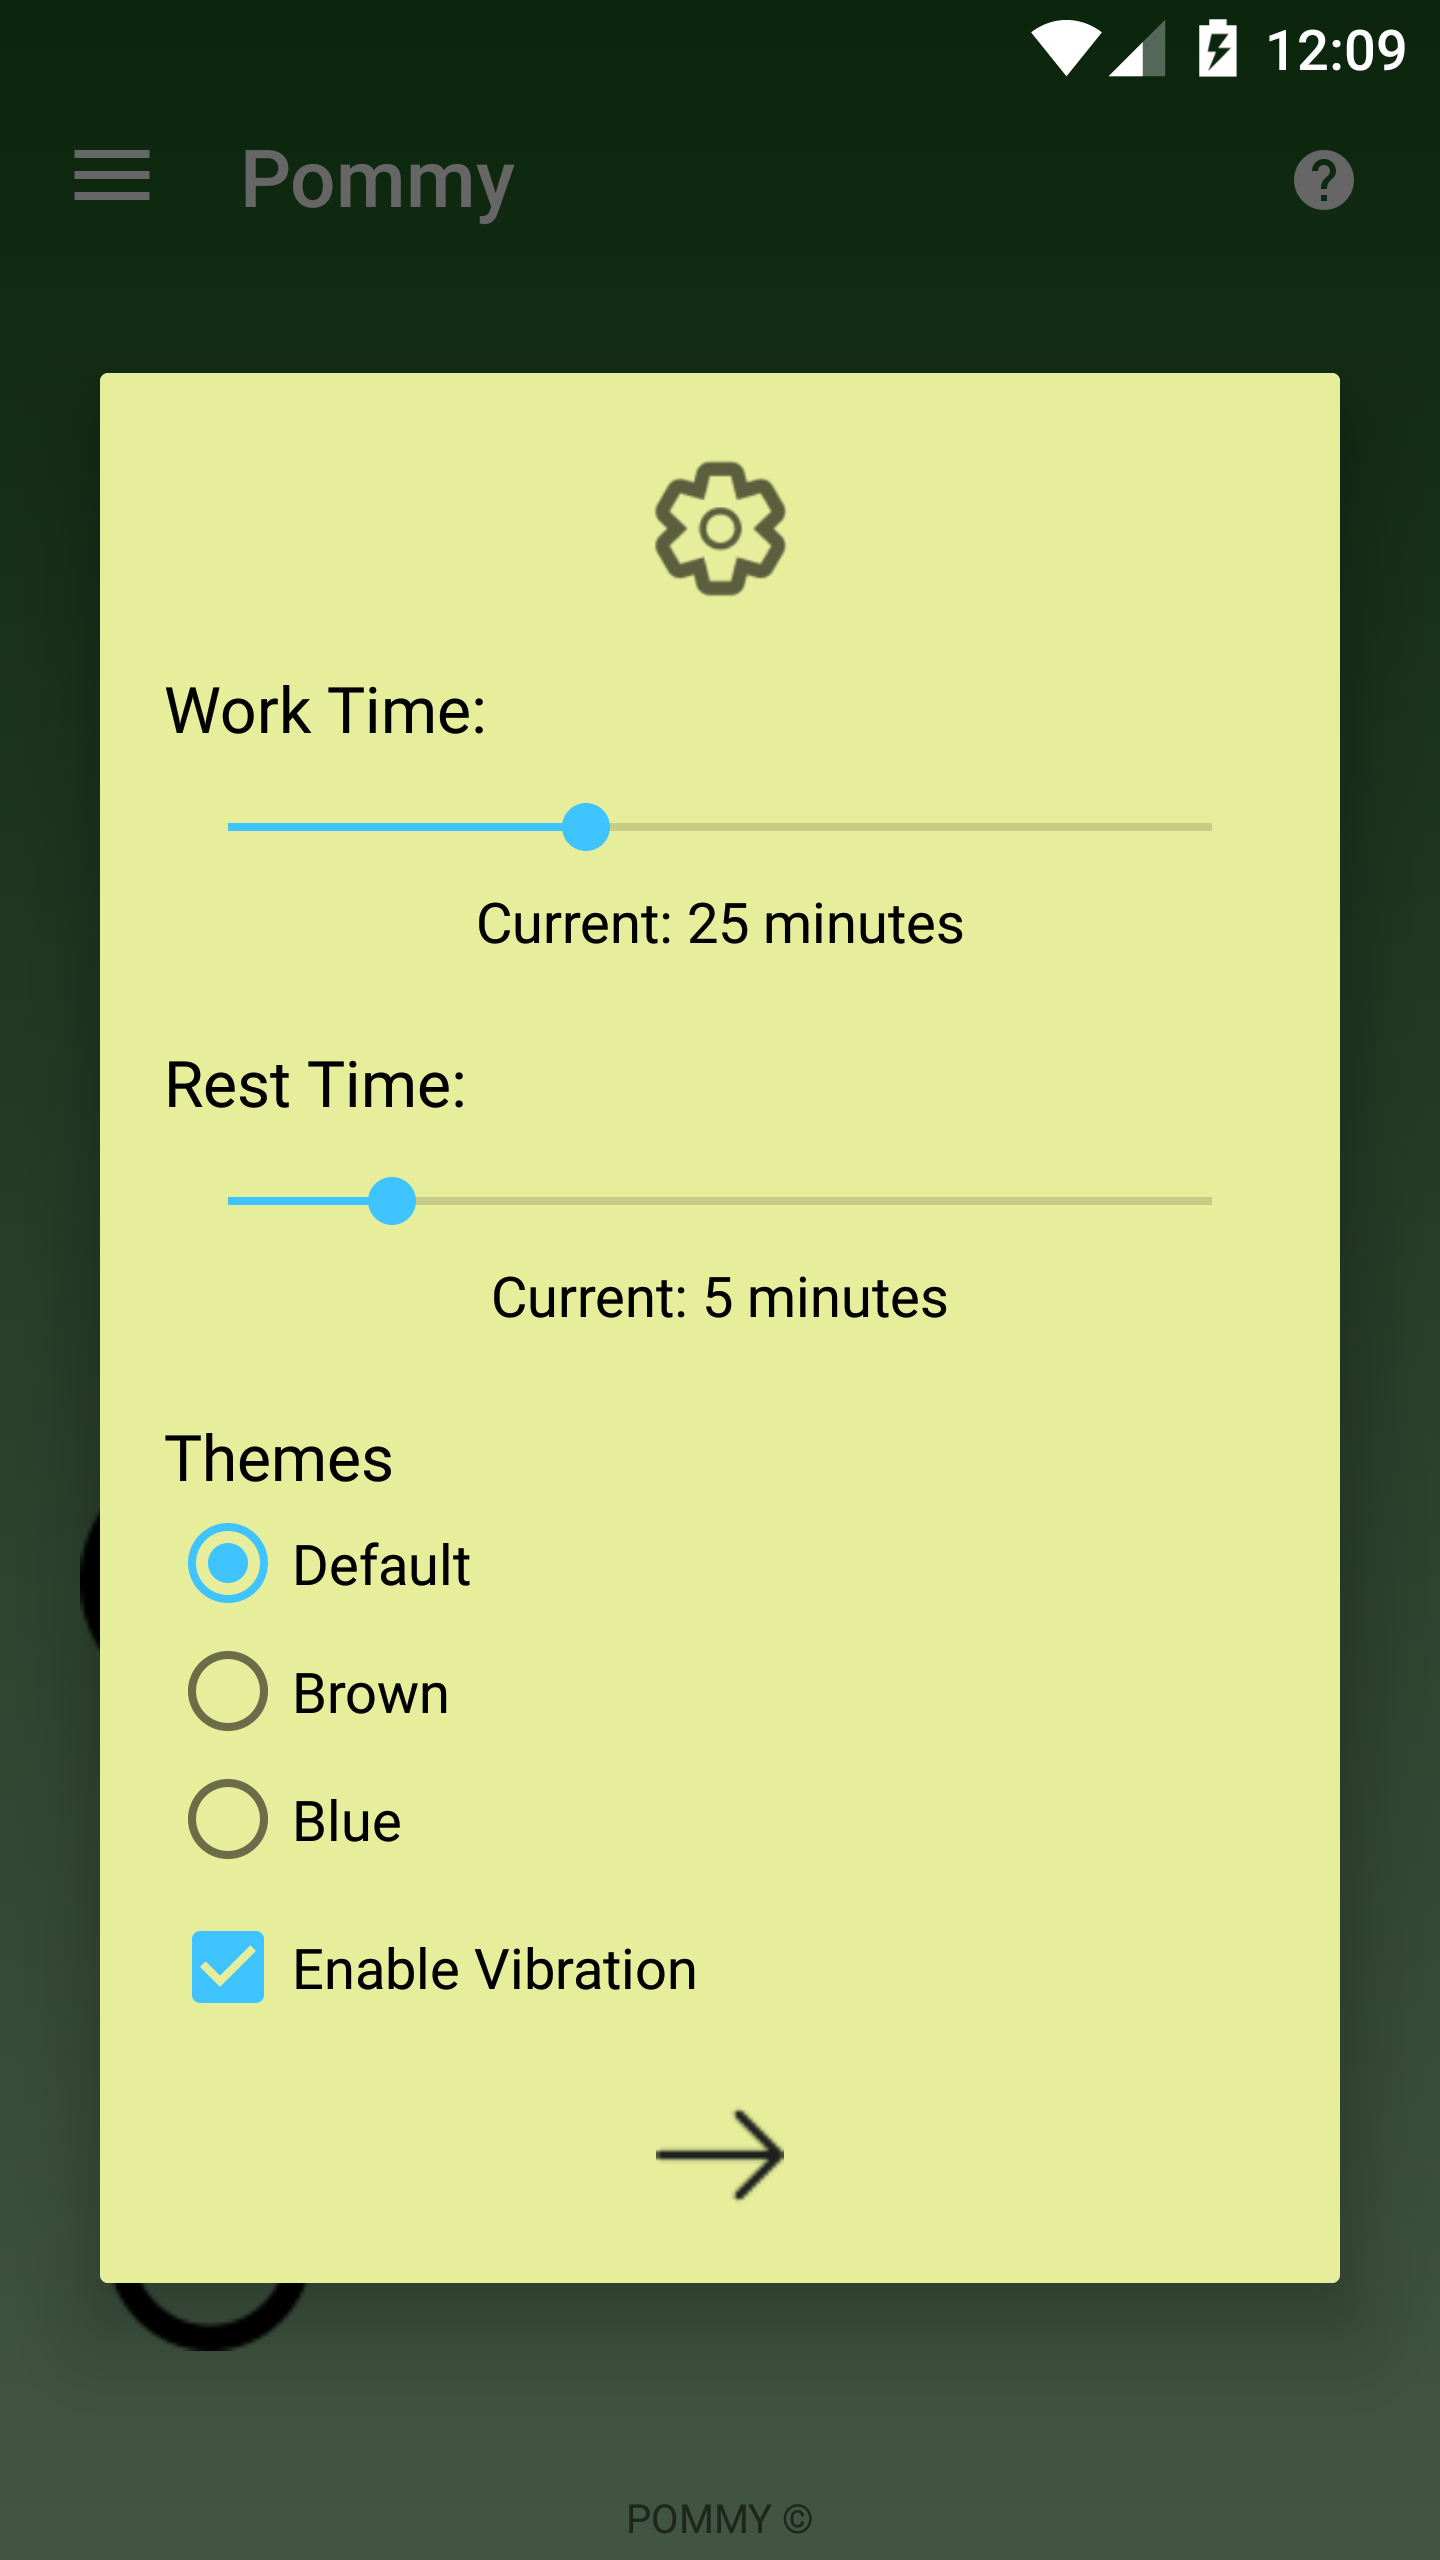 12:09
Pommy
Work Time:
Current: 25 minutes
Rest Time:
Current: 5 minutes
Themes
Default
Brown
Blue
Enable Vibration
POMMY ©